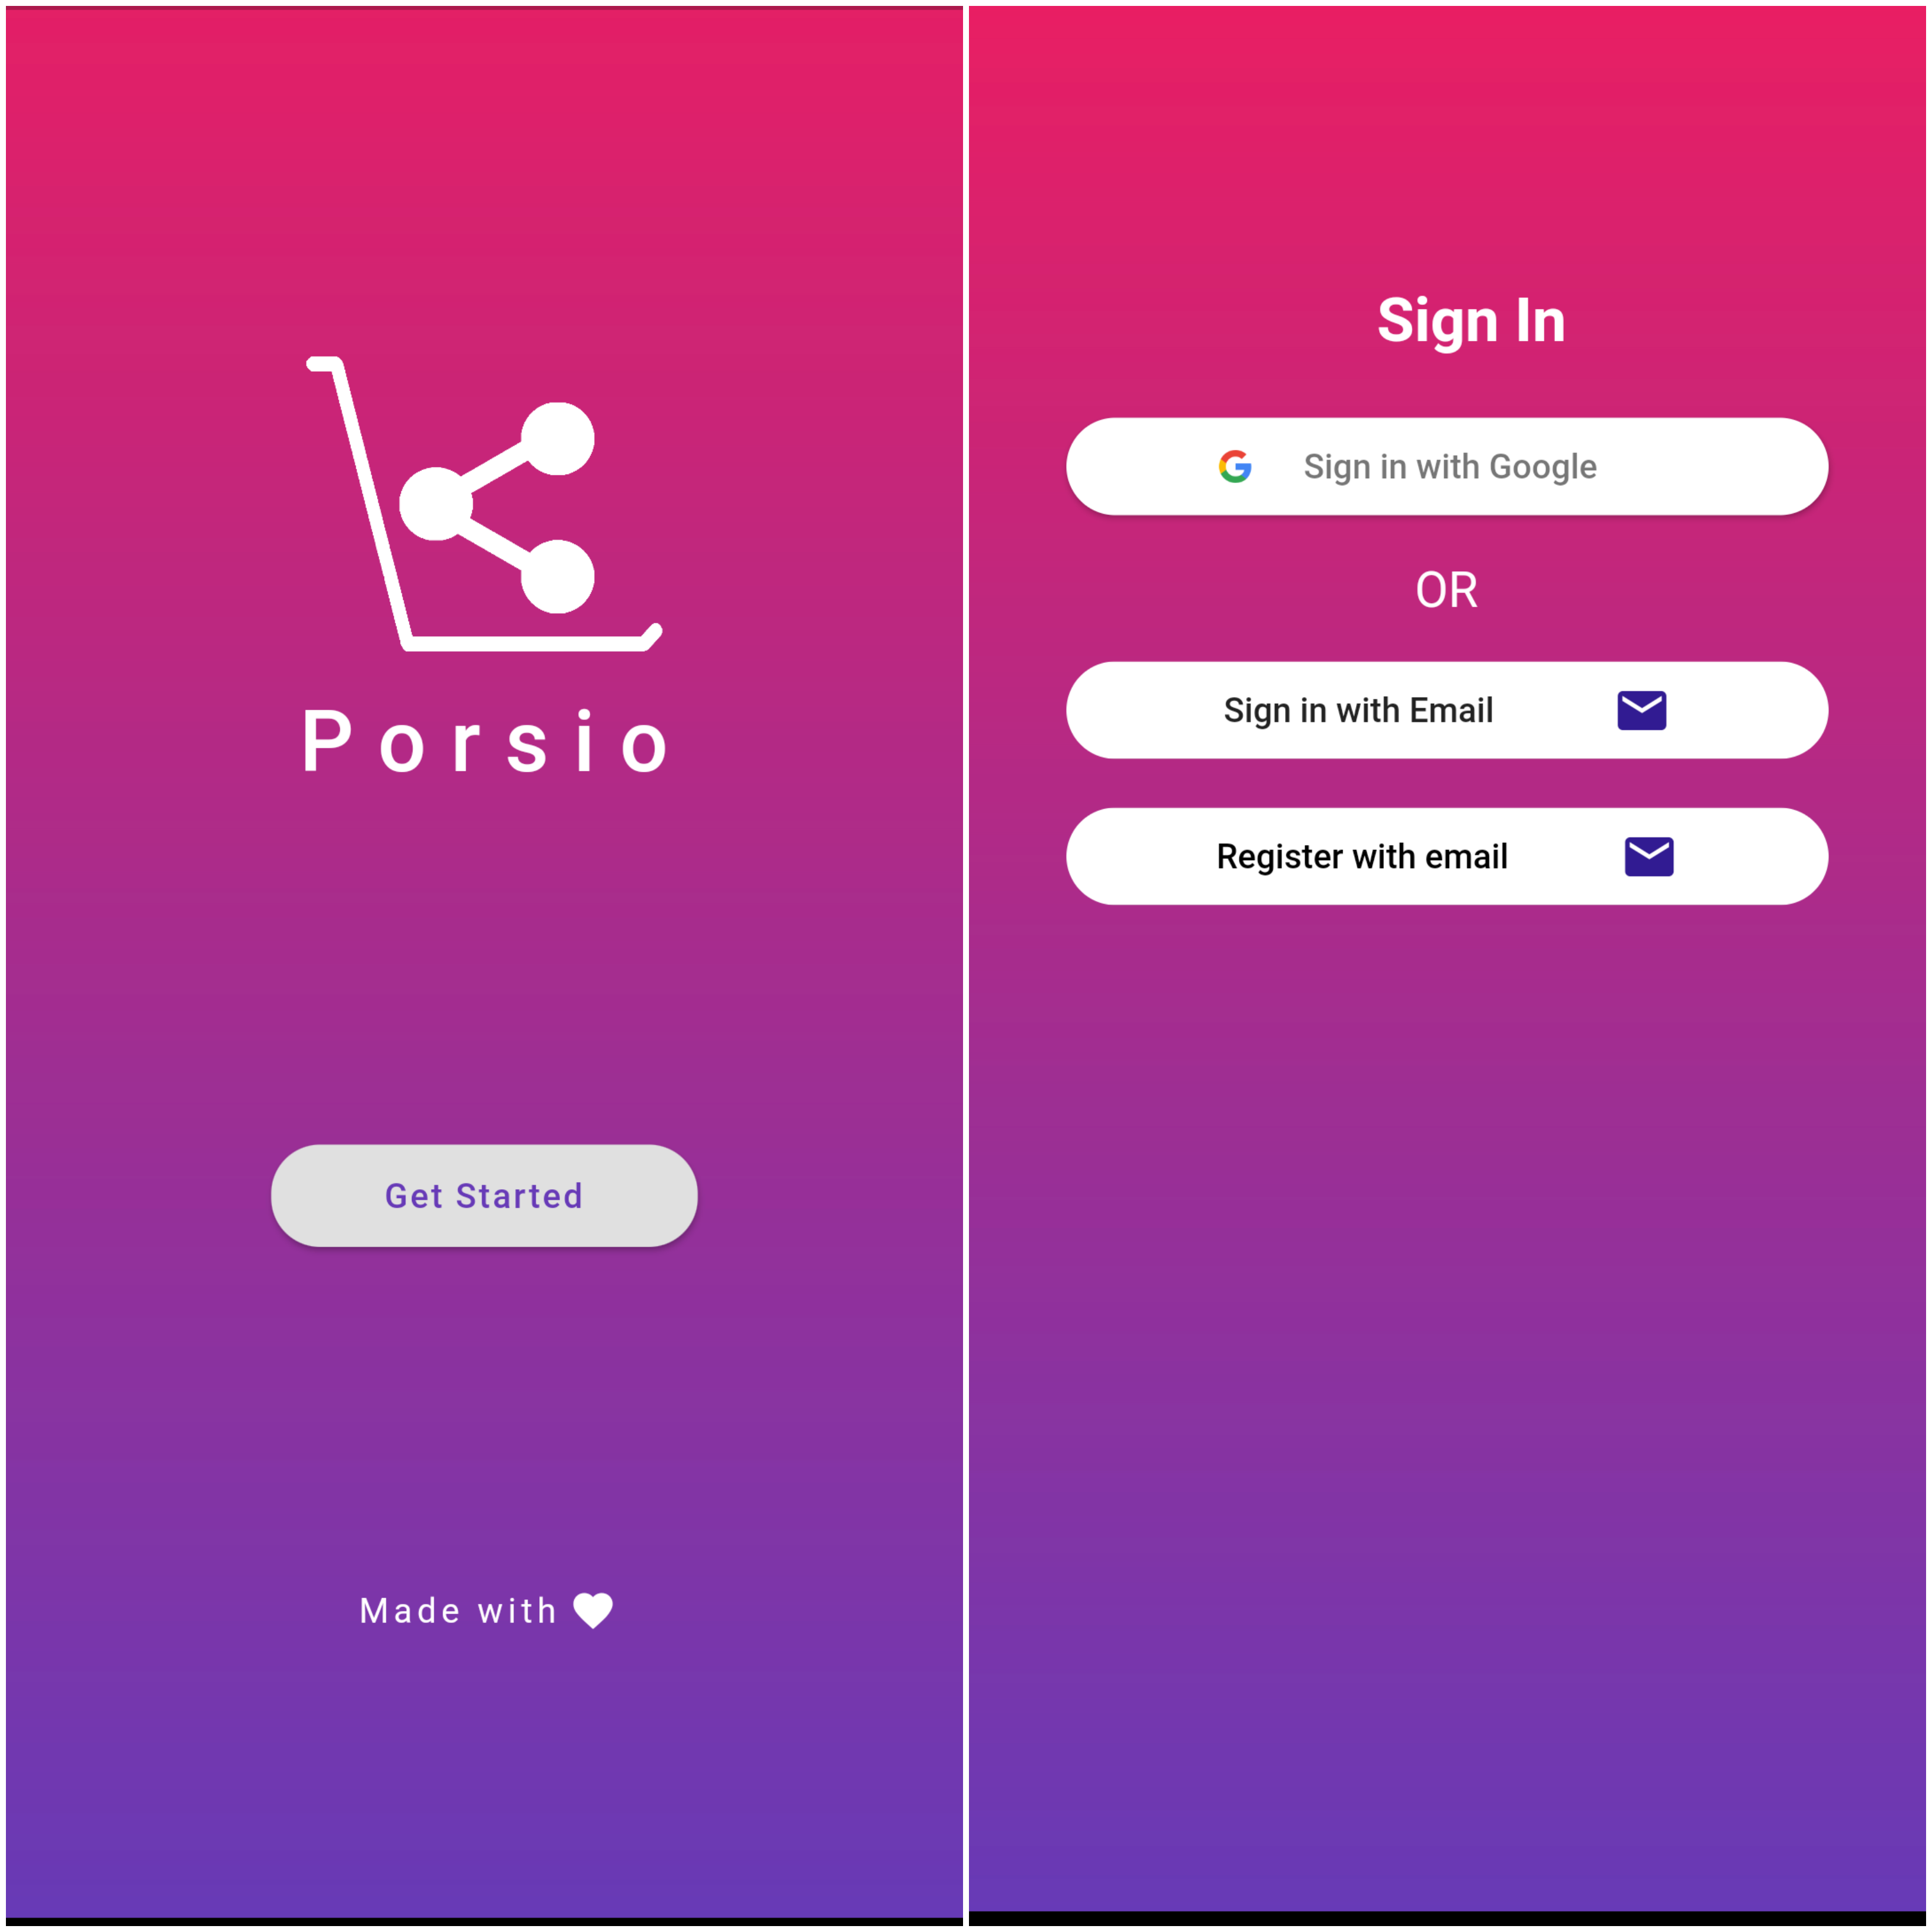 Porsio
Get Started
Made with
Sign In
Sign in with Google
OR
Sign in with Email
Register with email